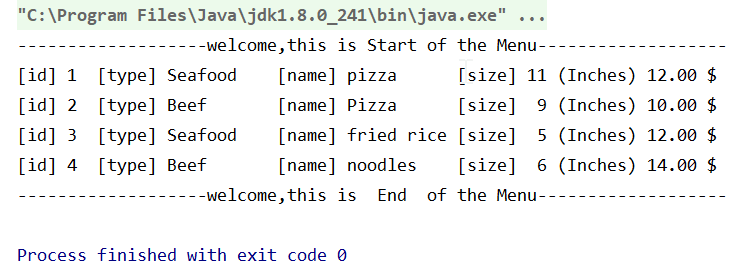 "C:\Program Files\Java\jdk1.8.0_241\bin\java.exe" ...
-------------------welcome,this is Start of the Menu-------------------
[id] 1  [type] Seafood    [name] pizza      [size] 11 (Inches) 12.00 $
[id] 2  [type] Beef       [name] Pizza      [size]  9 (Inches) 10.00 $
[id] 3  [type] Seafood    [name] fried rice [size]  5 (Inches) 12.00 $
[id] 4  [type] Beef       [name] noodles    [size]  6 (Inches) 14.00 $
-------------------welcome,this is  End  of the Menu-------------------
Process finished with exit code 0